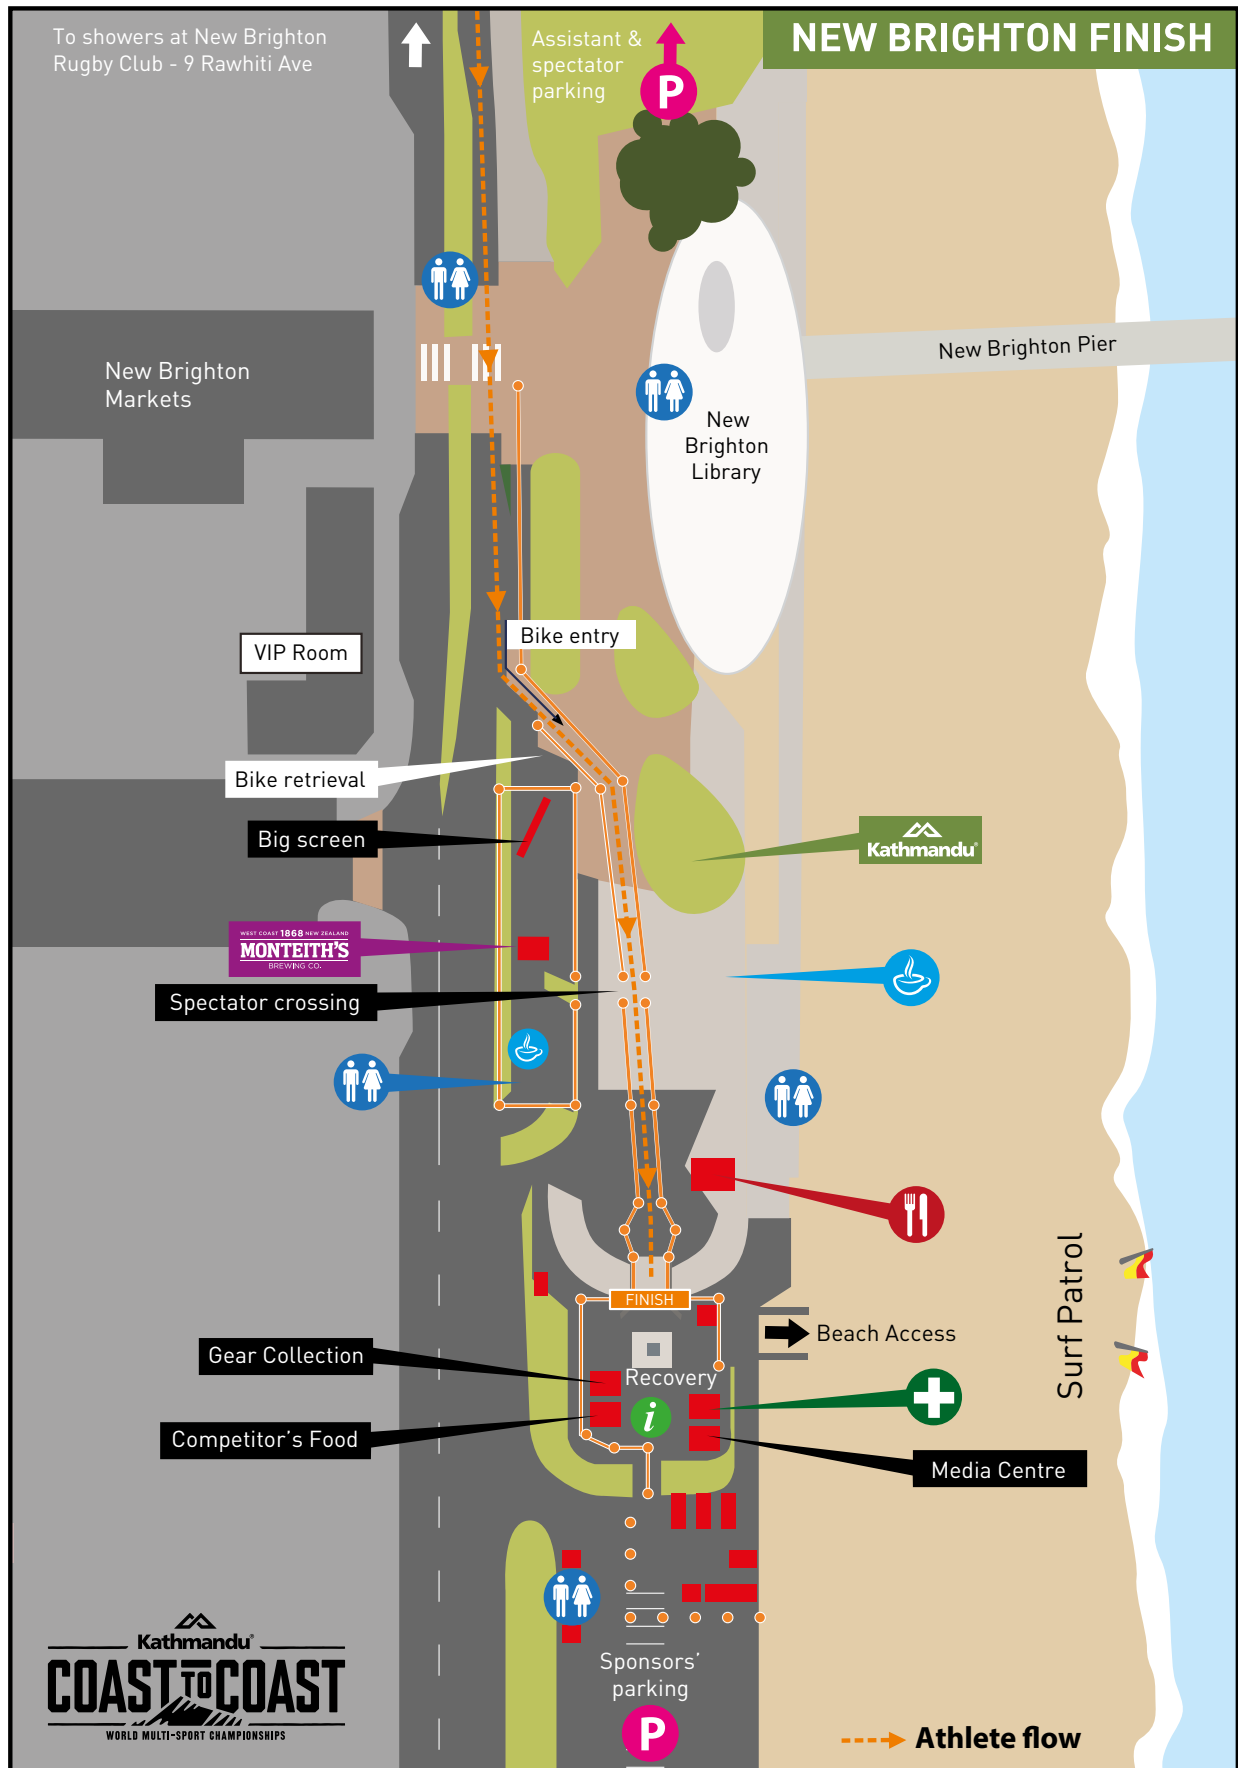 To showers at New Brighton
Rugby Club - 9 Rawhiti Ave
Assistant &
spectator
parking
P
NEW BRIGHTON FINISH
New Brighton
Markets
New Brighton Pier
New
Brighton
Library
Bike entry
VIP Room
Bike retrieval
Big screen
Kathmandu®
WEST COAST 1868 NEW ZEALAND
MONTEITH'S
BREWING CO.
Spectator crossing
FINISH
Surf Patrol
Beach Access
Gear Collection
Recovery
i
Competitor's Food
Media Centre
Kathmandu®
COAST TO COAST
WORLD MULTI-SPORT CHAMPIONSHIPS
Sponsors'
parking
P
Athlete flow